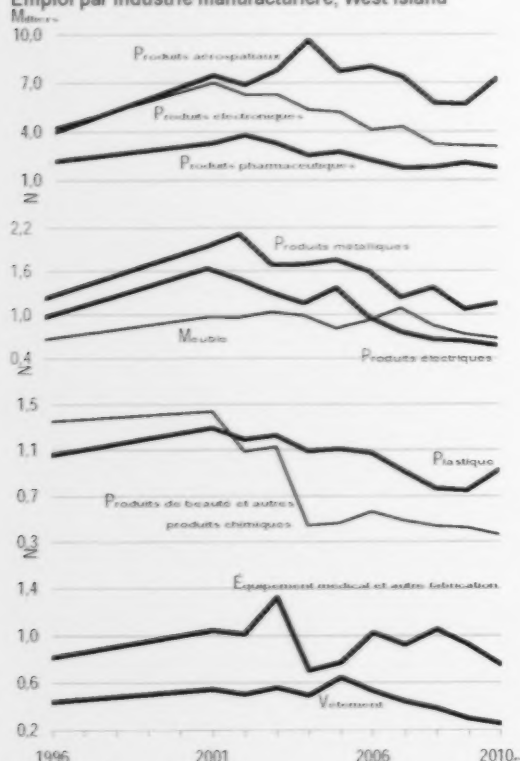 Emploi par industrie manufacturière, West Island
Milliers
10,0
Produits aérospatiaux
7,0
Produits électroniques
4,0
Produits pharmaceutiques
1,0
N
2,2
Produits métalliques
1,6
1,0
Meuble
Produits électriques
0,4
N
1,5
1,1
Plastique
0,7
Produits de beauté et autres
produits chimiques
0,3
N
Équipement médical et autre fabrication
1,4
1,0
0,6
Vêtement
0,2
1996 2001 2006 2010-